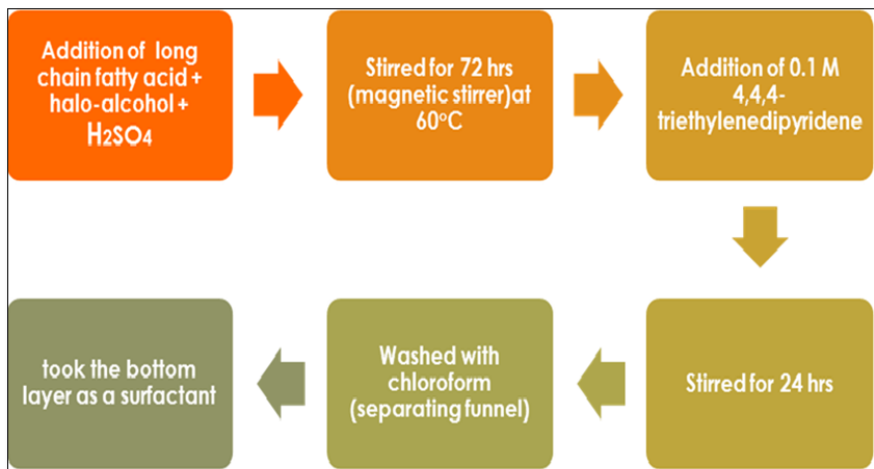 Addition of long
chain fatty acid +
halo-alcohol +
H₂SO₄
Stirred for 72 hrs
(magnetic stirrer)at
60°C
Addition of 0.1 M
4,4,4-
triethylenedipyridene
Stirred for 24 hrs
Washed with
chloroform
(separating funnel)
took the bottom
layer as a surfactant